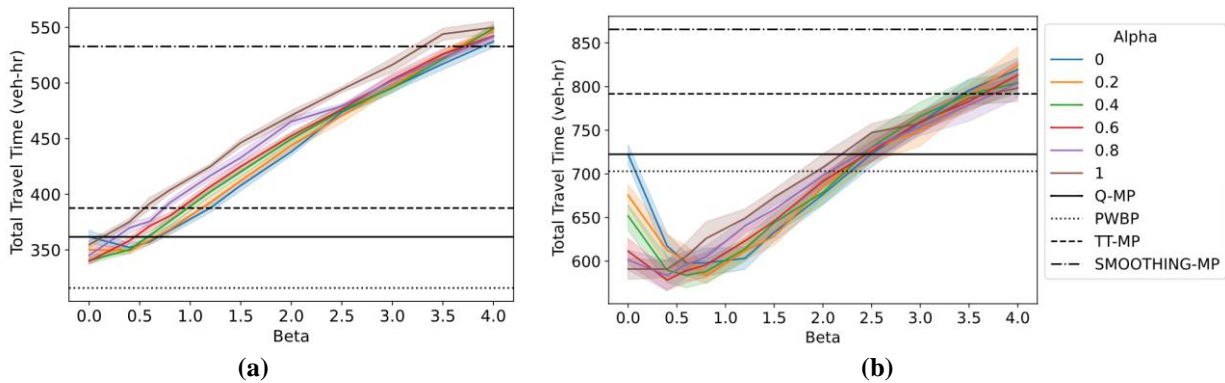 Total Travel Time (veh-hr)
550
500
450
400
350
0.0 0.5 1.0 1.5 2.0 2.5 3.0 3.5 4.0
Beta
(a)
Total Travel Time (veh-hr)
850
800
750
700
650
600
0.0 0.5 1.0 1.5 2.0 2.5 3.0 3.5 4.0
Beta
(b)
Alpha
0
0.2
0.4
0.6
0.8
1
Q-MP
PWBP
TT-MP
SMOOTHING-MP